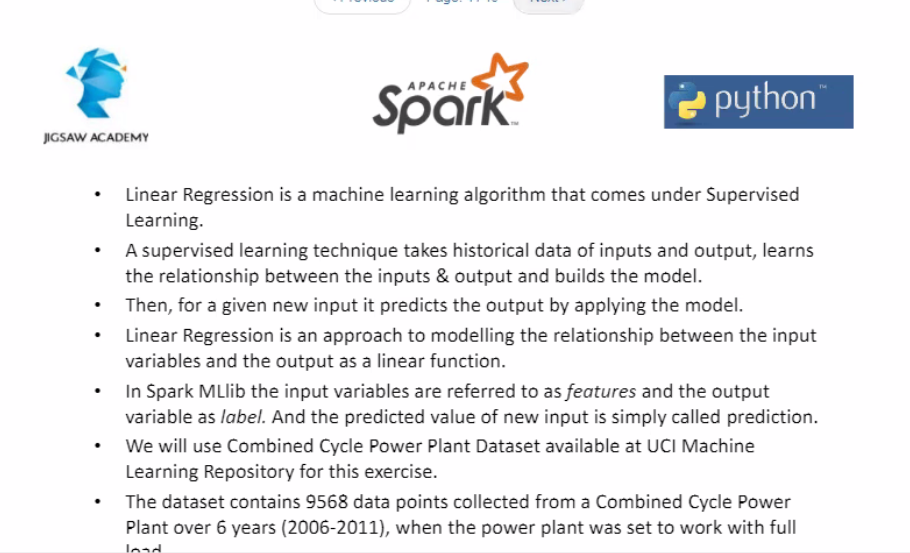 Page:
JIGSAW ACADEMY
APACHE
Spark™
python™
• Linear Regression is a machine learning algorithm that comes under Supervised
Learning.
• A supervised learning technique takes historical data of inputs and output, learns
the relationship between the inputs & output and builds the model.
• Then, for a given new input it predicts the output by applying the model.
• Linear Regression is an approach to modelling the relationship between the input
variables and the output as a linear function.
• In Spark MLlib the input variables are referred to as features and the output
variable as label. And the predicted value of new input is simply called prediction.
• We will use Combined Cycle Power Plant Dataset available at UCI Machine
Learning Repository for this exercise.
• The dataset contains 9568 data points collected from a Combined Cycle Power
Plant over 6 years (2006-2011), when the power plant was set to work with full
load